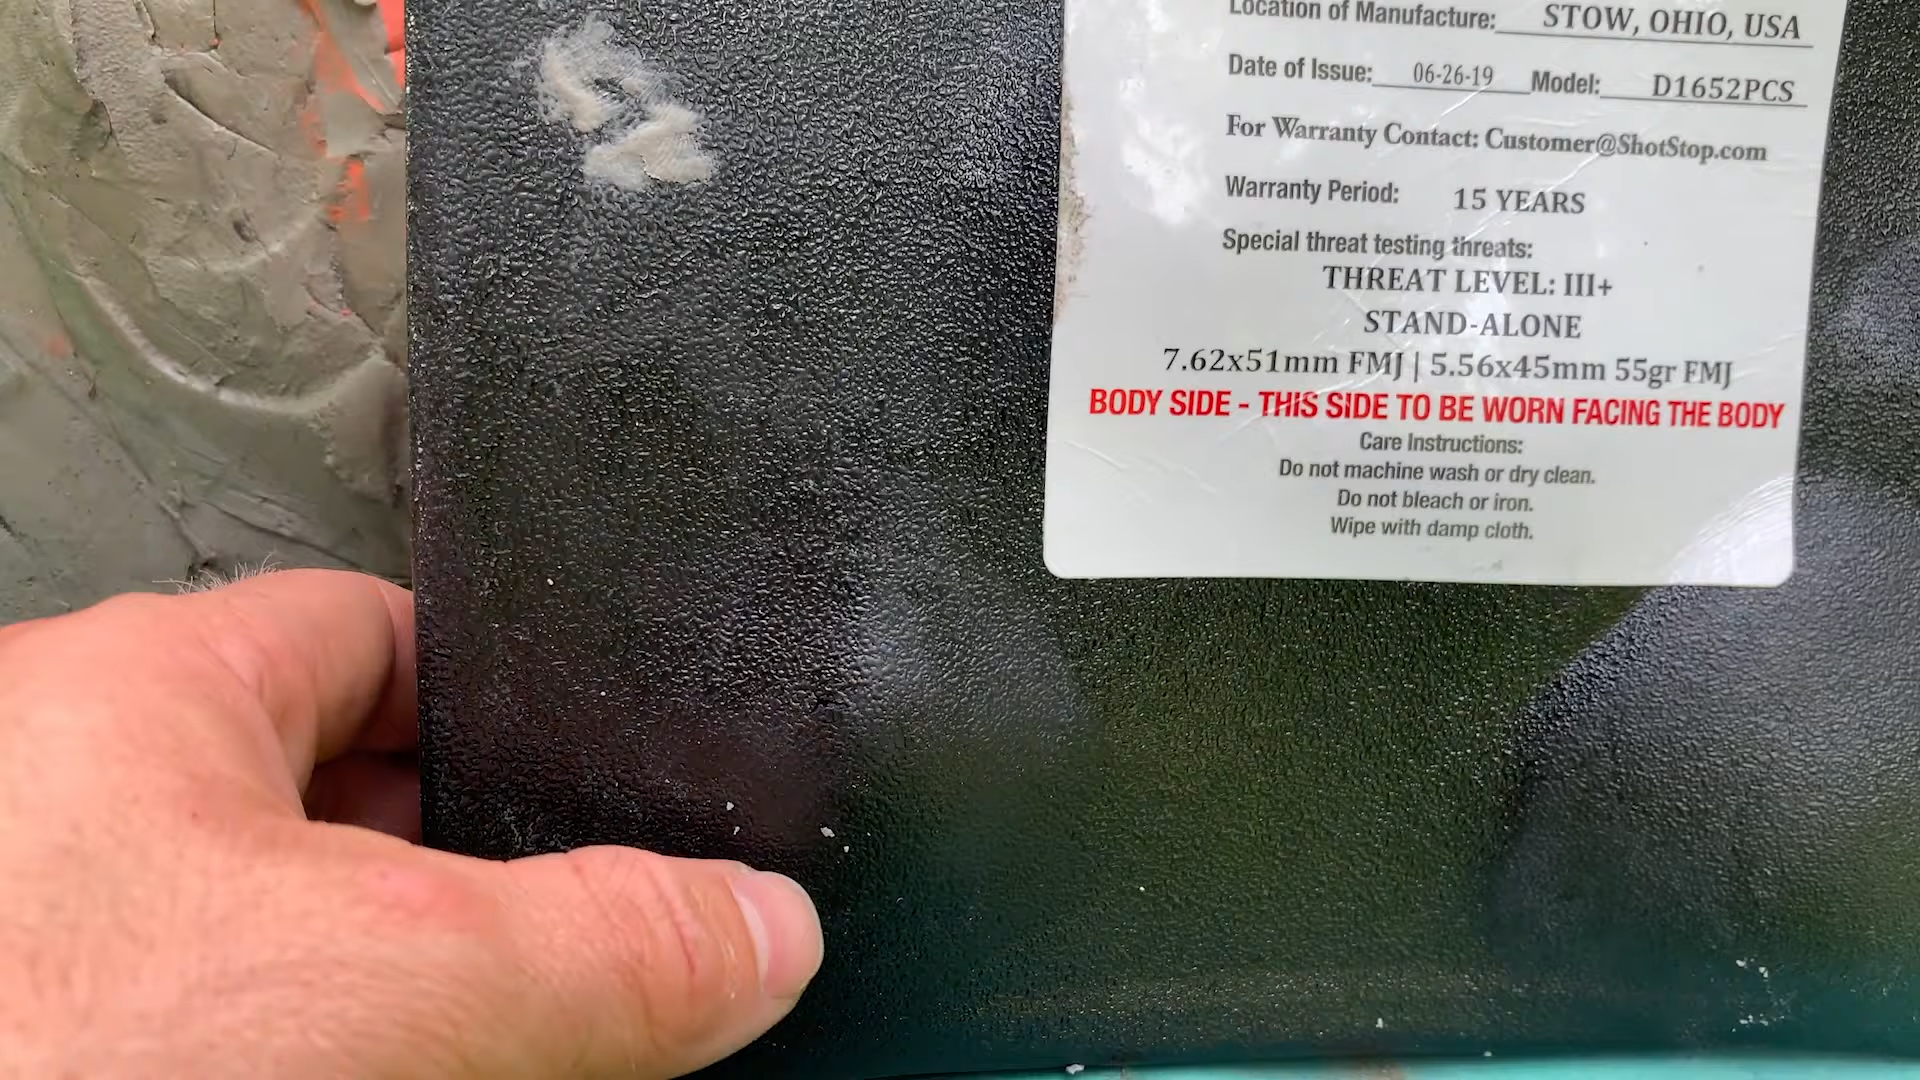 Location of Manufacture: STOW, OHIO, USA
Date of Issue: 06-26-19 Model: D1652PCS
For Warranty Contact: Customer@ShotStop.com
Warranty Period: 15 YEARS
Special threat testing threats:
THREAT LEVEL: III+
STAND-ALONE
7.62x51mm FMJ | 5.56x45mm 55gr FMJ
BODY SIDE - THIS SIDE TO BE WORN FACING THE BODY
Care Instructions:
Do not machine wash or dry clean.
Do not bleach or iron.
Wipe with damp cloth.